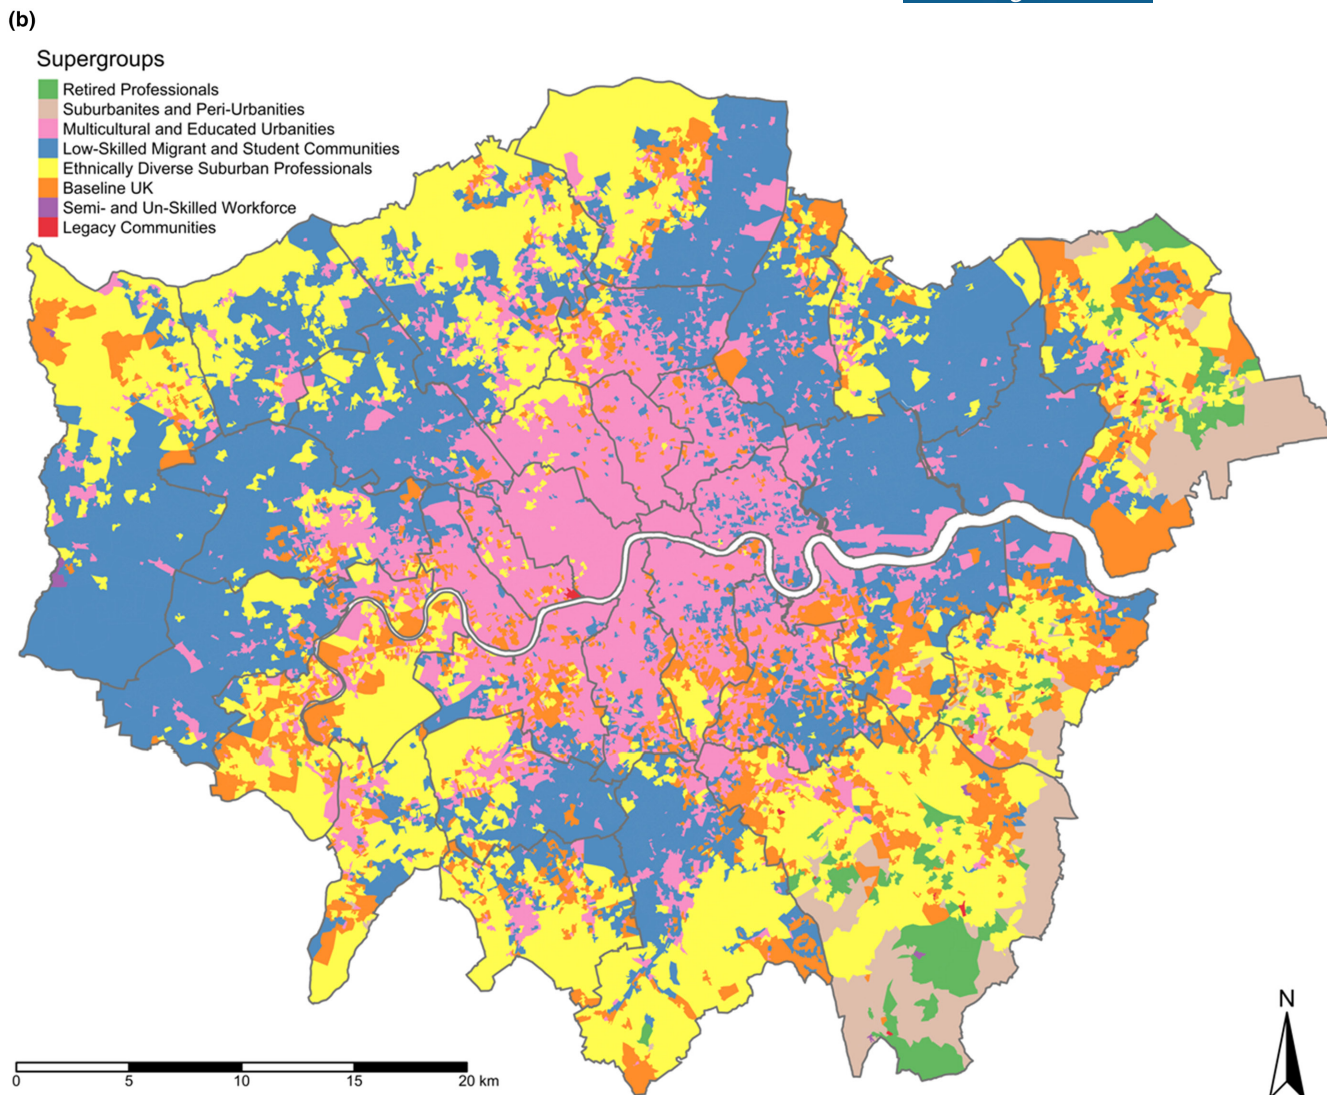 (b)
Supergroups
Retired Professionals
Suburbanites and Peri-Urbanities
Multicultural and Educated Urbanities
Low-Skilled Migrant and Student Communities
Ethnically Diverse Suburban Professionals
Baseline UK
Semi- and Un-Skilled Workforce
Legacy Communities
N
0 5 10 15 20 km